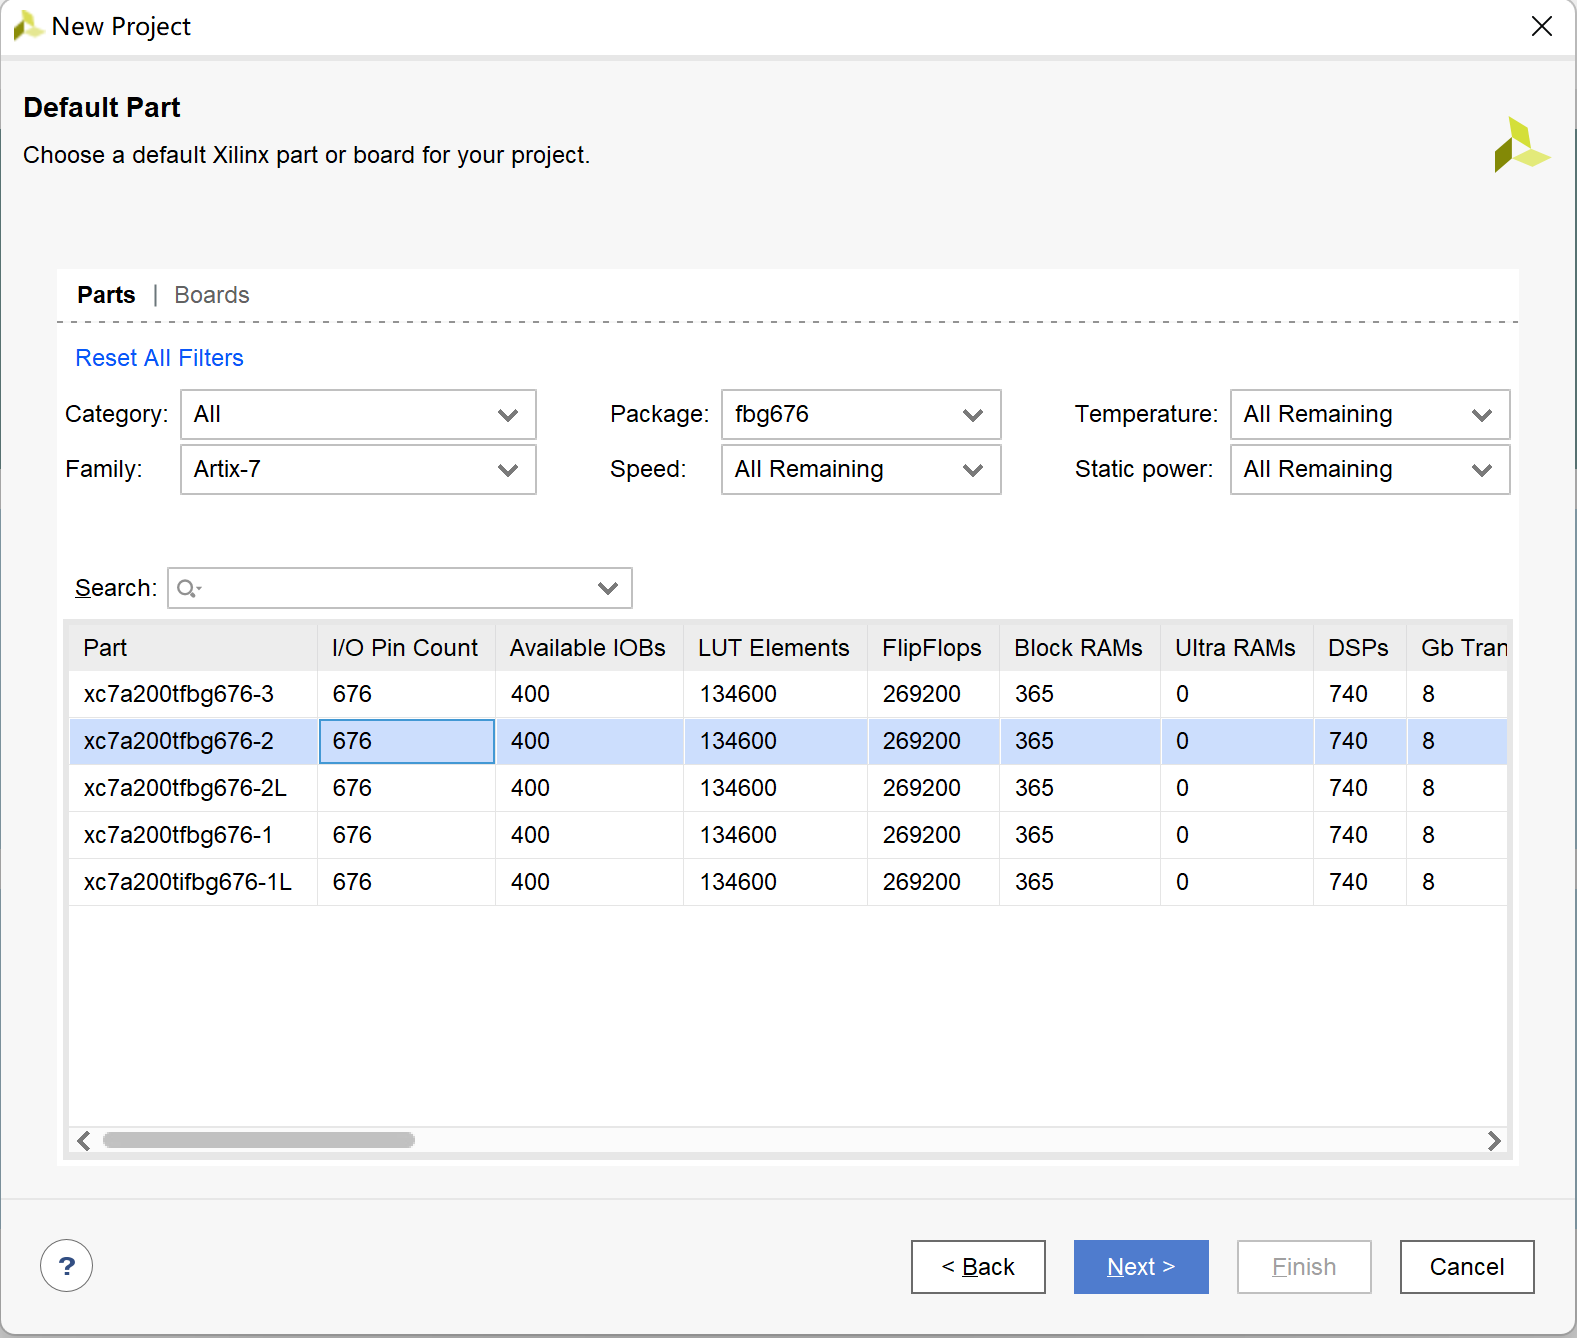 New Project
Default Part
Choose a default Xilinx part or board for your project.
Parts | Boards
Reset All Filters
Category: All Package: fbg676 Temperature: All Remaining
Family: Artix-7 Speed: All Remaining Static power: All Remaining
Search:
Part I/O Pin Count Available IOBs LUT Elements FlipFlops Block RAMs Ultra RAMs DSPs Gb Tran
xc7a200tfbg676-3 676 400 134600 269200 365 0 740 8
xc7a200tfbg676-2 676 400 134600 269200 365 0 740 8
xc7a200tfbg676-2L 676 400 134600 269200 365 0 740 8
xc7a200tfbg676-1 676 400 134600 269200 365 0 740 8
xc7a200tifbg676-1L 676 400 134600 269200 365 0 740 8
? < Back Next > Finish Cancel